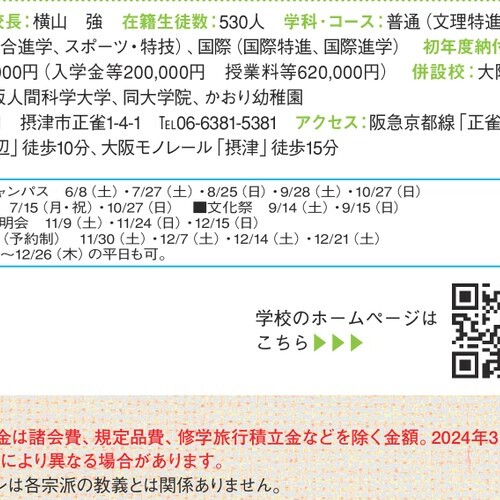 校長：横山　強　在籍生徒数：530人　学科・コース：普通（文理特進
合進学、スポーツ・特技）、国際（国際特進、国際進学）　初年度納付
000円（入学金等200,000円　授業料等620,000円）　併設校：大
阪人間科学大学、同大学院、かおり幼稚園
摂津市正雀1-4-1　℡06-6381-5381　アクセス：阪急京都線「正雀
辺」徒歩10分、大阪モノレール「摂津」徒歩15分
ャンパス　6/8（土）・7/27（土）・8/25（日）・9/28（土）・10/27（日）
7/15（月・祝）・10/27（日）　■文化祭　9/14（土）・9/15（日）
明会　11/9（土）・11/24（日）・12/15（日）
（予約制）　11/30（土）・12/7（土）・12/14（土）・12/21（土）
～12/26（木）の平日も可。
学校のホームページは
こちら▶▶▶
金は諸会費、規定品費、修学旅行積立金などを除く金額。2024年3
により異なる場合があります。
レは各宗派の教義とは関係ありません。